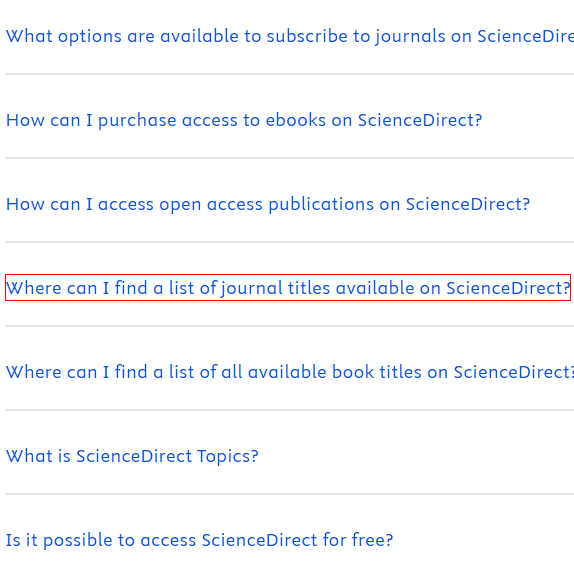 What options are available to subscribe to journals on ScienceDire
How can I purchase access to ebooks on ScienceDirect?
How can I access open access publications on ScienceDirect?
Where can I find a list of journal titles available on ScienceDirect?
Where can I find a list of all available book titles on ScienceDirect?
What is ScienceDirect Topics?
Is it possible to access ScienceDirect for free?